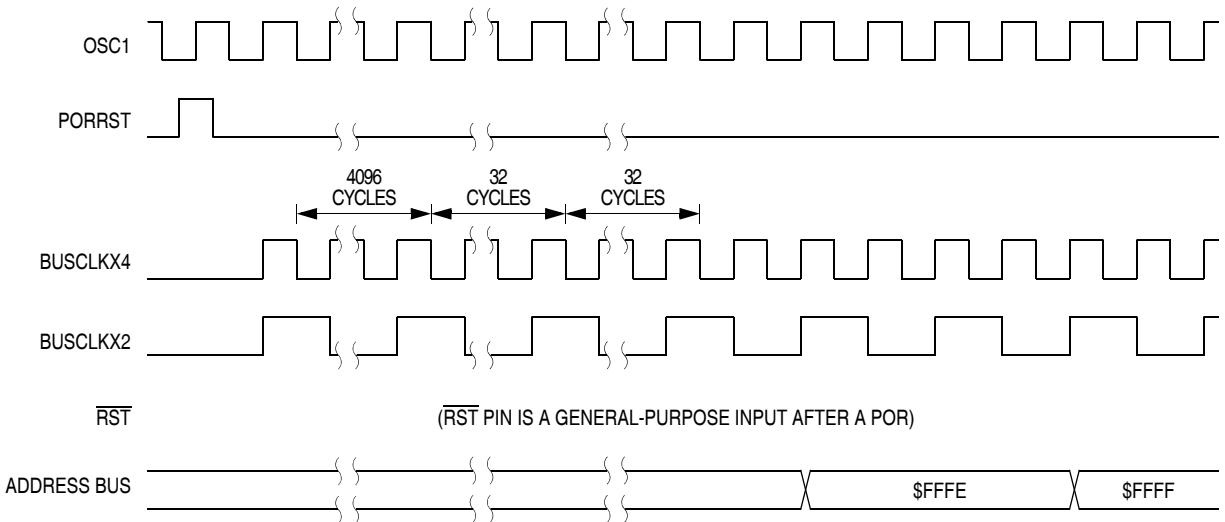 OSC1
PORRST
4096
CYCLES
32
CYCLES
32
CYCLES
BUSCLKX4
BUSCLKX2
RST
(RST PIN IS A GENERAL-PURPOSE INPUT AFTER A POR)
ADDRESS BUS
$FFFE
$FFFF